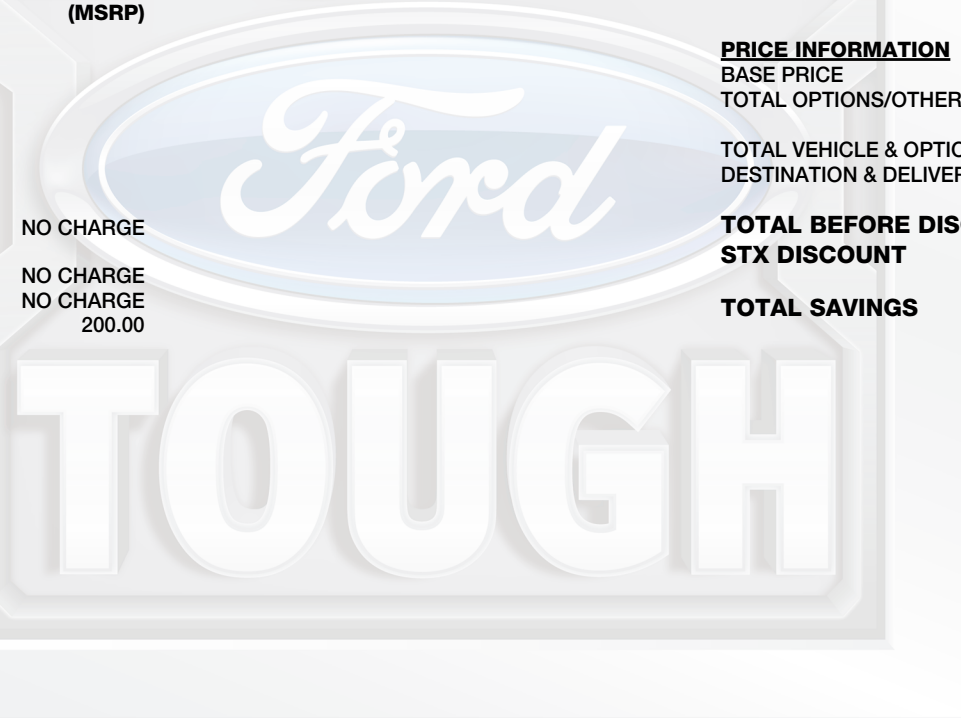 (MSRP)
NO CHARGE
NO CHARGE
NO CHARGE
200.00
PRICE INFORMATION
BASE PRICE
TOTAL OPTIONS/OTHER
TOTAL VEHICLE & OPTIO
DESTINATION & DELIVER
TOTAL BEFORE DIS
STX DISCOUNT
TOTAL SAVINGS
Ford
TOUGH